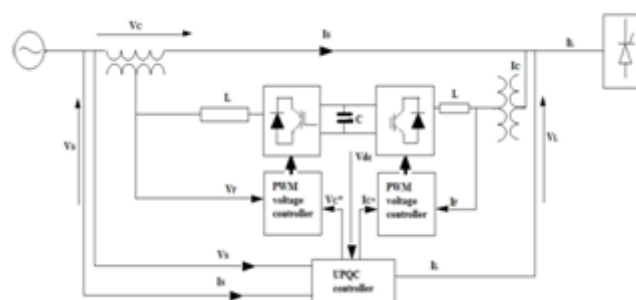 Vc
Is
IL
Ic
L
C
L
Vs
VL
Vdc
PWM
voltage
controller
PWM
voltage
controller
Vf
Vc*
Ic*
If
Vs
Is
UPQC
controller
IL